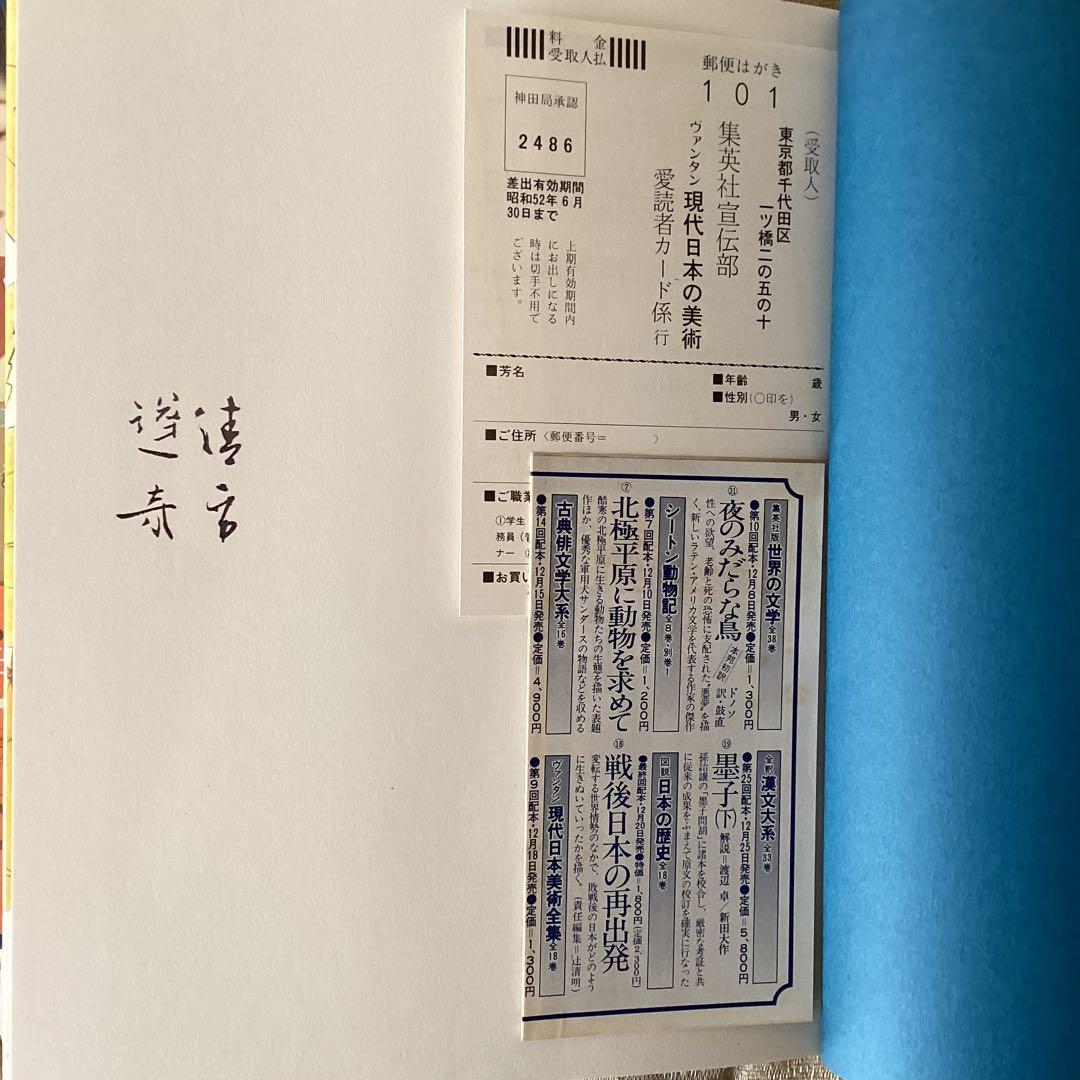 料金
受取人払
郵便はがき
101
神田局承認
2486
差出有効期間
昭和52年6月
30日まで
上期有効期間内
にお出しになる
時は切手不用で
ございます。
(受取人)
東京都千代田区
一ツ橋二の五の十
集英社宣伝部
ヴァンタン 現代日本の美術
愛読者カード係 行
■芳名
■年齢 歳
■性別(〇印を)
男・女
■ご住所〈郵便番号= 〉
■ご職業
①学生
務員(
ナー(
■お買い
集英社版 世界の文学 全38巻
●第10回配本・12月8日発売●定価=1,300円
㉛ 夜のみだらな鳥 本邦初訳 ドノソ 訳・鼓直
性への欲望、老齢と死の恐怖に支配された“悪夢”を描
く、新しいラテン・アメリカ文学を代表する作家の傑作
シートン動物記 全8巻・別巻1
●第7回配本・12月10日発売●定価=1,200円
⑦ 北極平原に動物を求めて
酷寒の北極平原に生きる動物たちの生態を描いた表題
作ほか、優秀な軍用犬サンダースの物語などを収める
古典俳文学大系 全16巻
●第14回配本・12月15日発売●定価=4,900円
全釈 漢文大系 全33巻
●第25回配本・12月25日発売●定価=5,800円
⑲ 墨子(下) 解説=渡辺 卓/新田大作
孫詒譲の「墨子間詁」に諸本を校合し、厳密な考証と共
に従来の成果をふまえて原文の校訂を確実に行なった
図説 日本の歴史 全18巻
●最終回配本・12月20日発売●特価=1,800円(定価2,300円)
⑱ 戦後日本の再出発
変転する世界情勢のなかで、敗戦後の日本がどのよう
に生きぬいていったかを描く。(責任編集=辻清明)
ヴァンタン 現代日本美術全集 全18巻
●第9回配本・12月18日発売●定価=1,300円